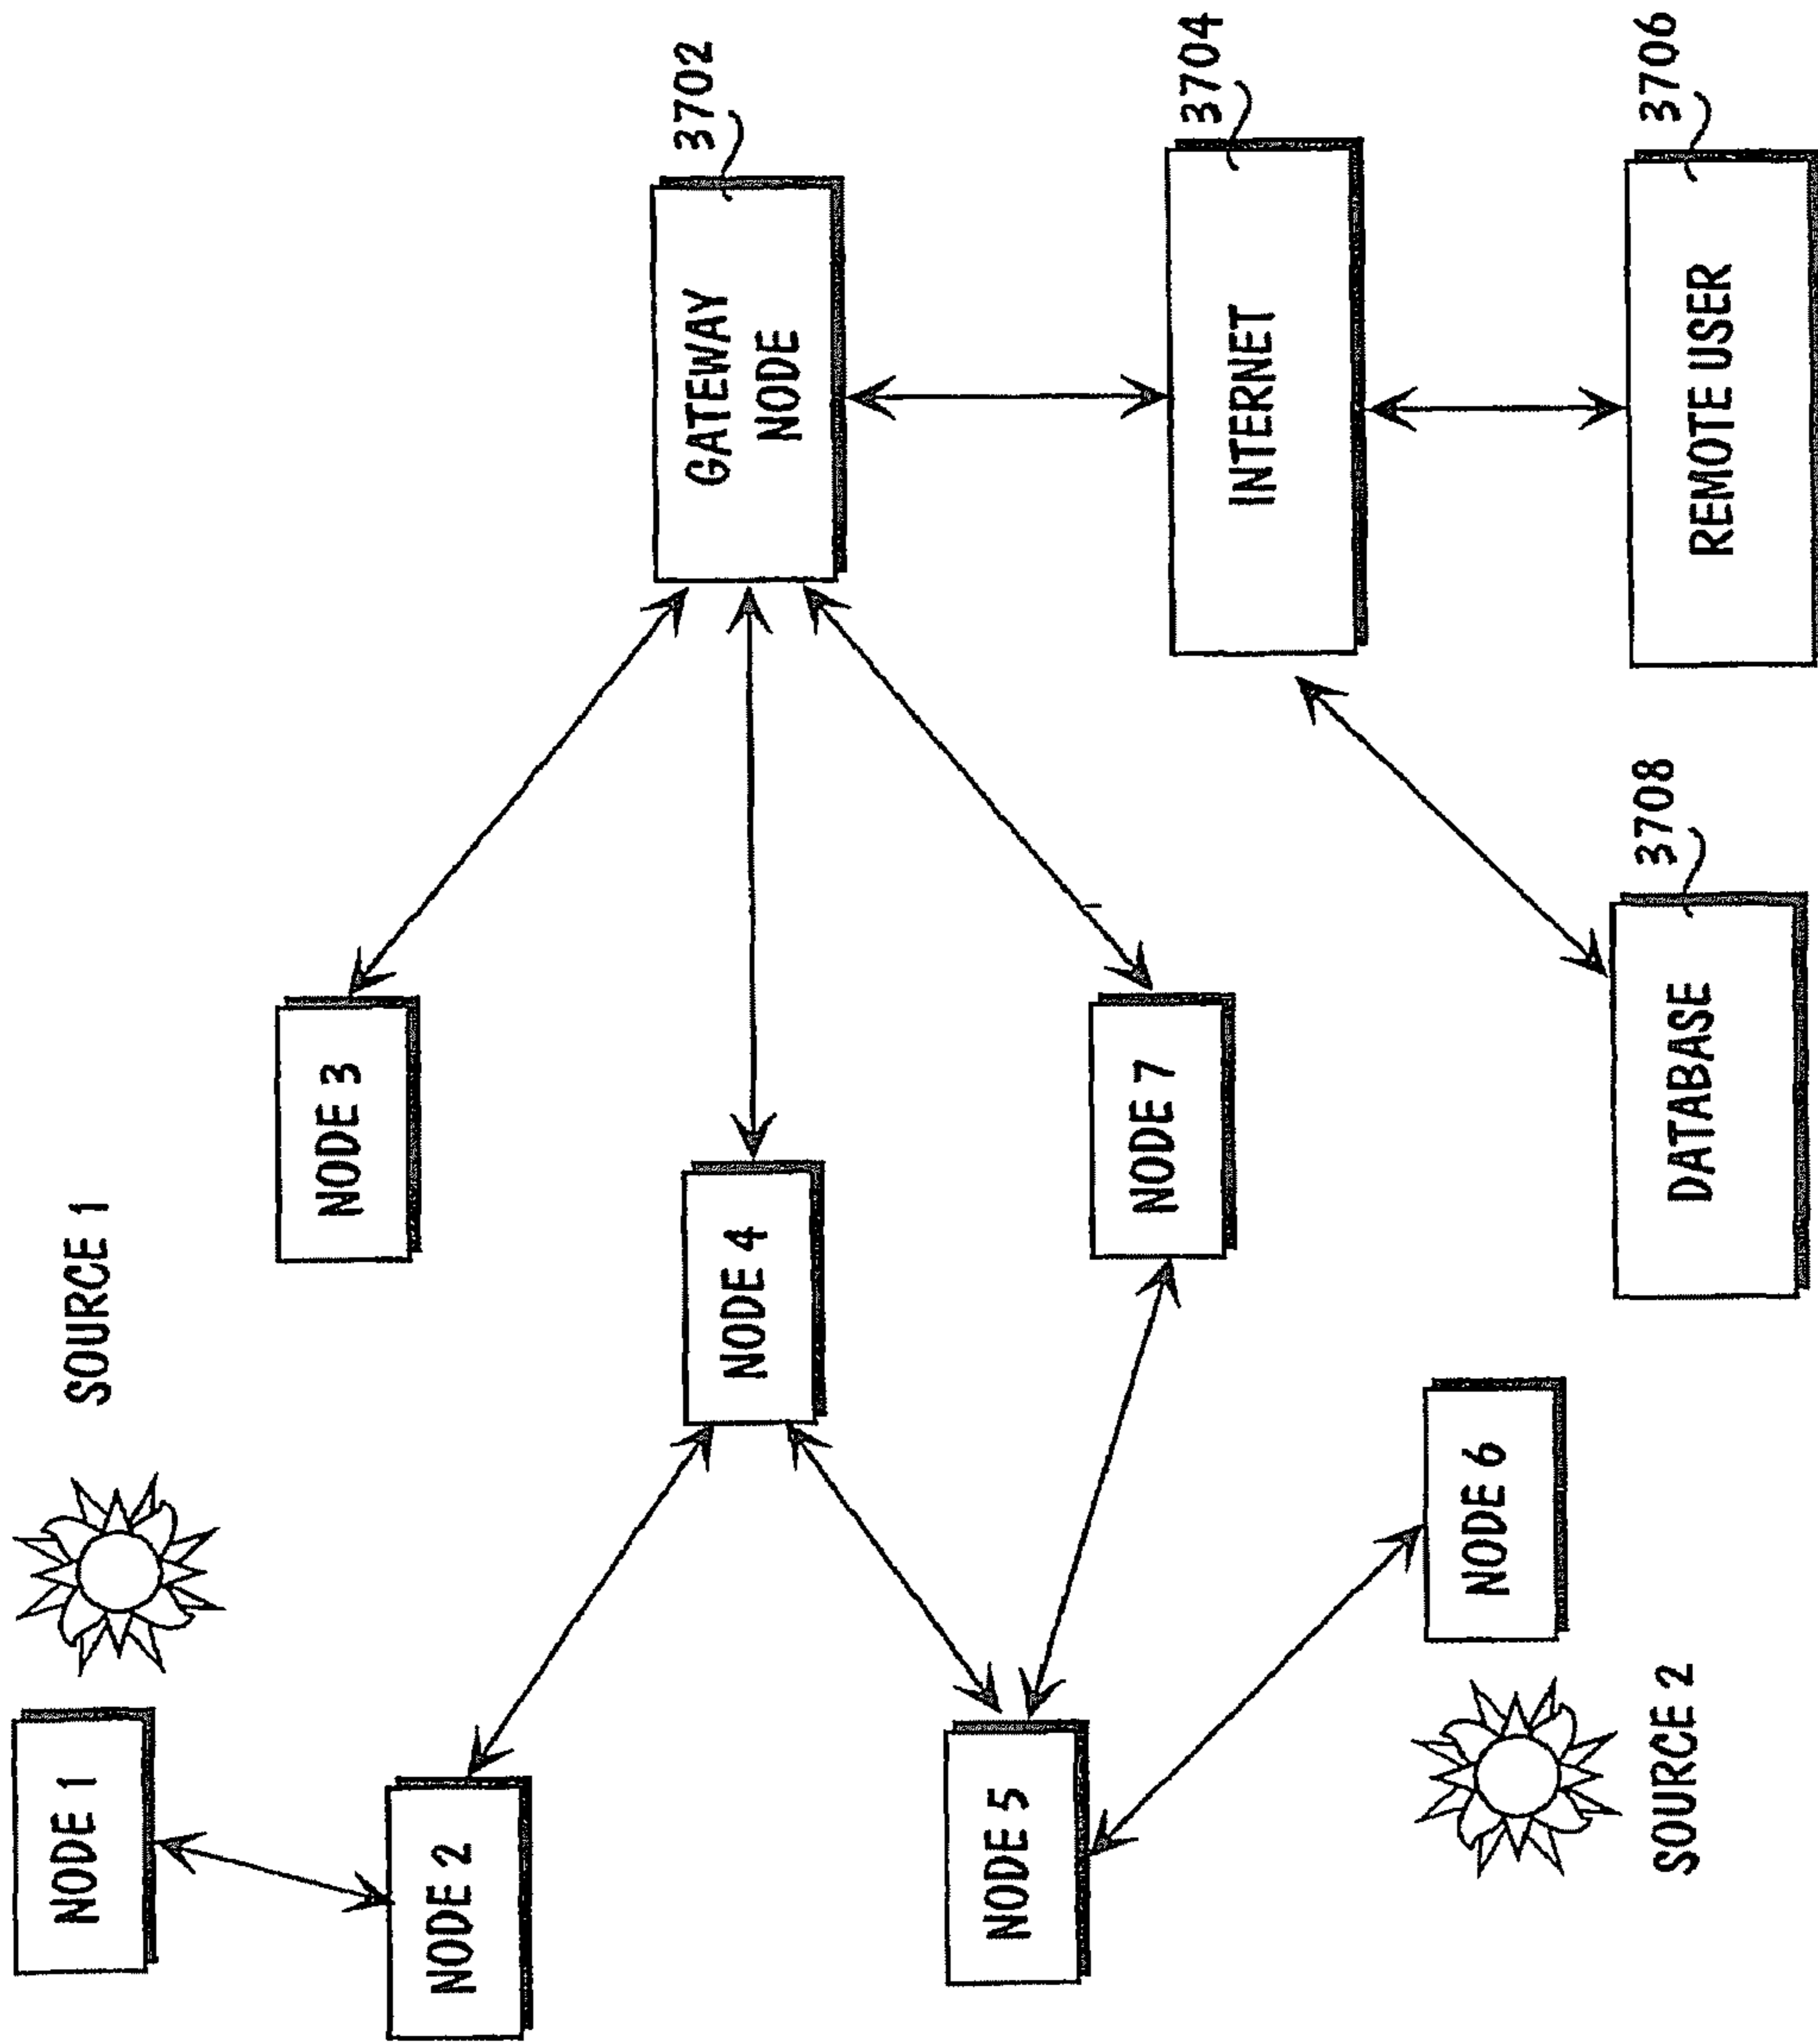 NODE 1
SOURCE 1
NODE 2
NODE 3
3702
GATEWAY
NODE
NODE 4
NODE 5
NODE 7
3704
INTERNET
NODE 6
SOURCE 2
3708
DATABASE
3706
REMOTE USER